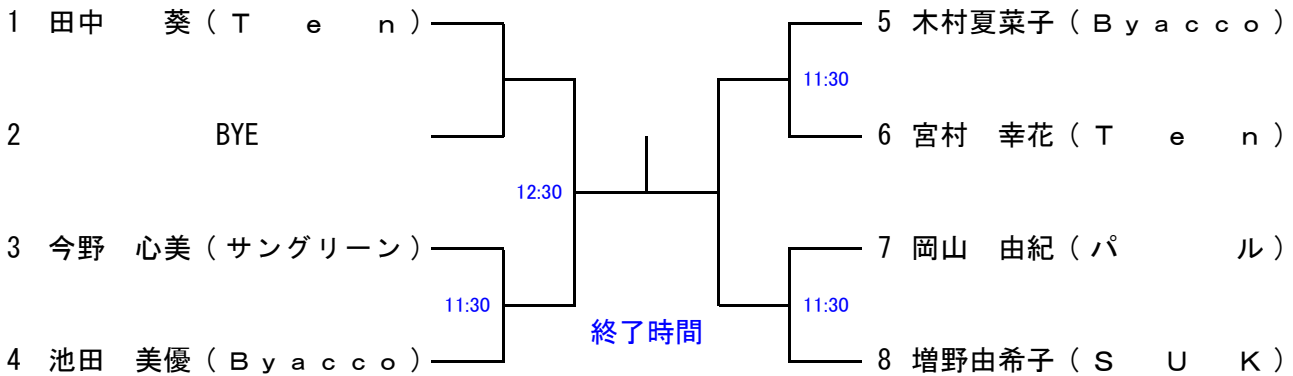 1 田中　葵（Ｔｅｎ）
2 BYE
12:30
3 今野　心美（サングリーン）
11:30
4 池田　美優（Ｂｙａｃｃｏ）
終了時間
5 木村夏菜子（Ｂｙａｃｃｏ）
11:30
6 宮村　幸花（Ｔｅｎ）
7 岡山　由紀（パル）
11:30
8 増野由希子（ＳＵＫ）